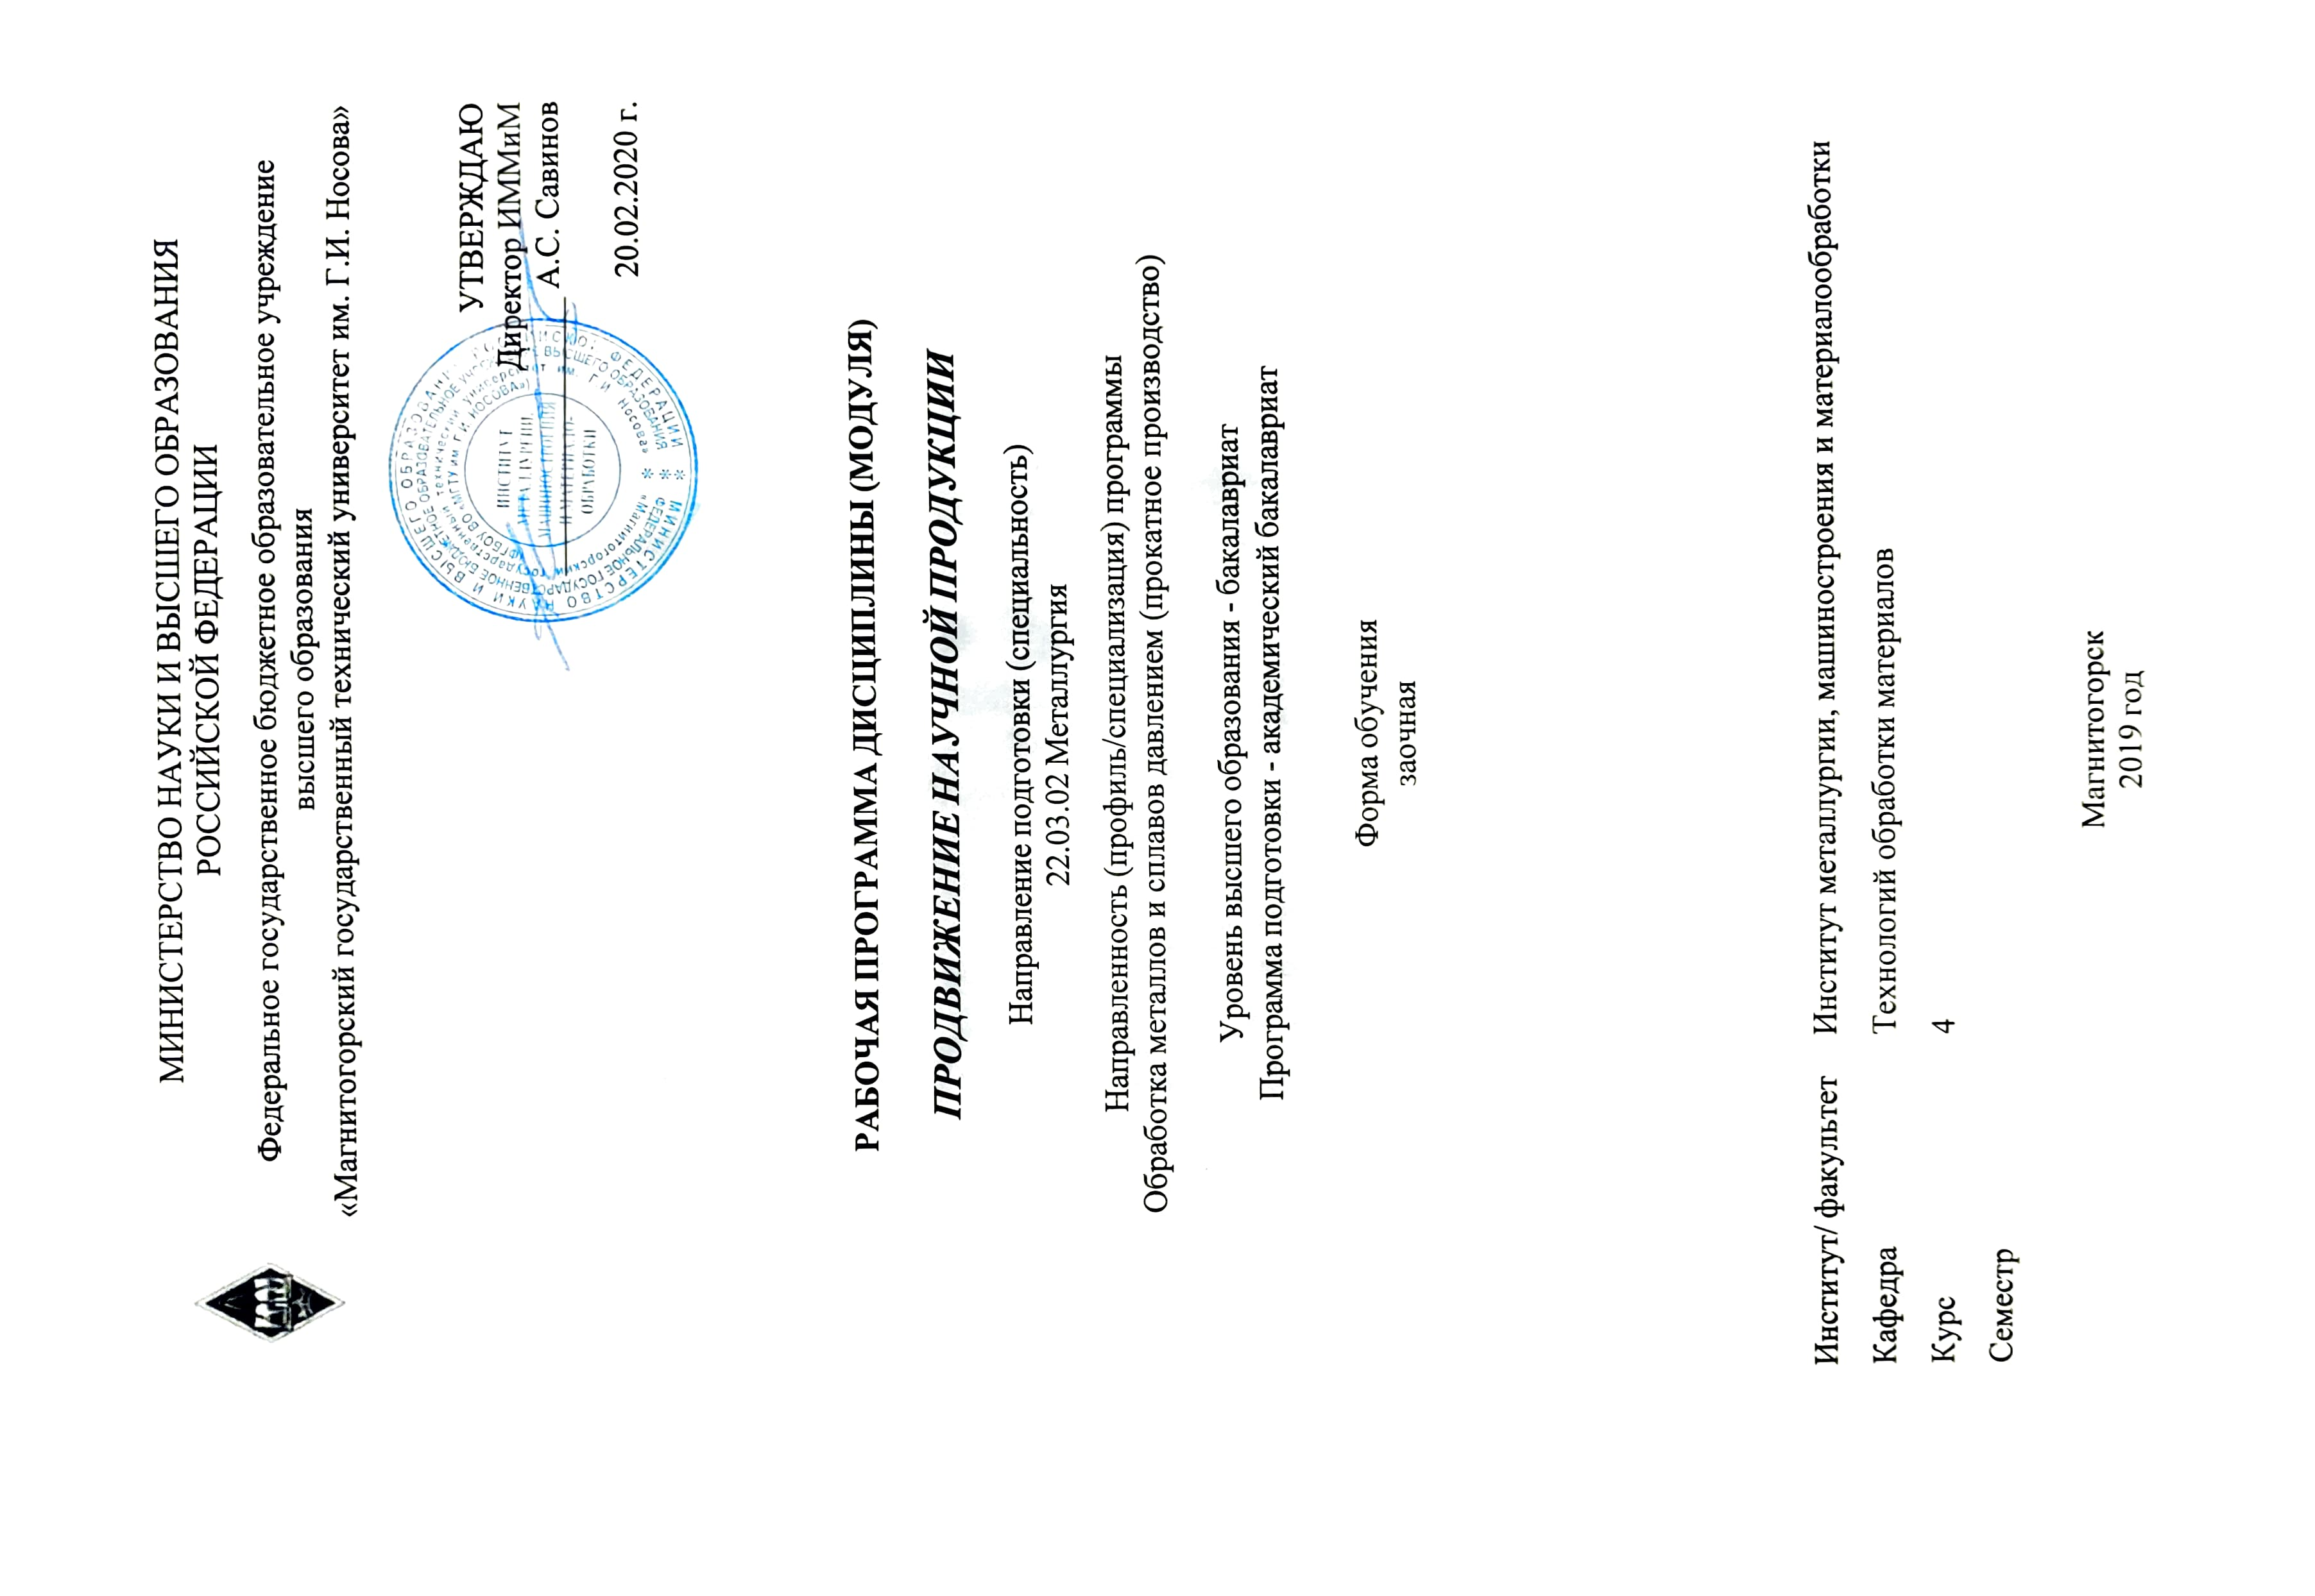 МИНИСТЕРСТВО НАУКИ И ВЫСШЕГО ОБРАЗОВАНИЯ
РОССИЙСКОЙ ФЕДЕРАЦИИ
Федеральное государственное бюджетное образовательное учреждение
высшего образования
«Магнитогорский государственный технический университет им. Г.И. Носова»
УТВЕРЖДАЮ
Директор ИММиМ
А.С. Савинов
20.02.2020 г.
РАБОЧАЯ ПРОГРАММА ДИСЦИПЛИНЫ (МОДУЛЯ)
ПРОДВИЖЕНИЕ НАУЧНОЙ ПРОДУКЦИИ
Направление подготовки (специальность)
22.03.02 Металлургия
Направленность (профиль/специализация) программы
Обработка металлов и сплавов давлением (прокатное производство)
Уровень высшего образования - бакалавриат
Программа подготовки - академический бакалавриат
Форма обучения
заочная
Институт/ факультет Институт металлургии, машиностроения и материалообработки
Кафедра Технологий обработки материалов
Курс 4
Семестр
Магнитогорск
2019 год